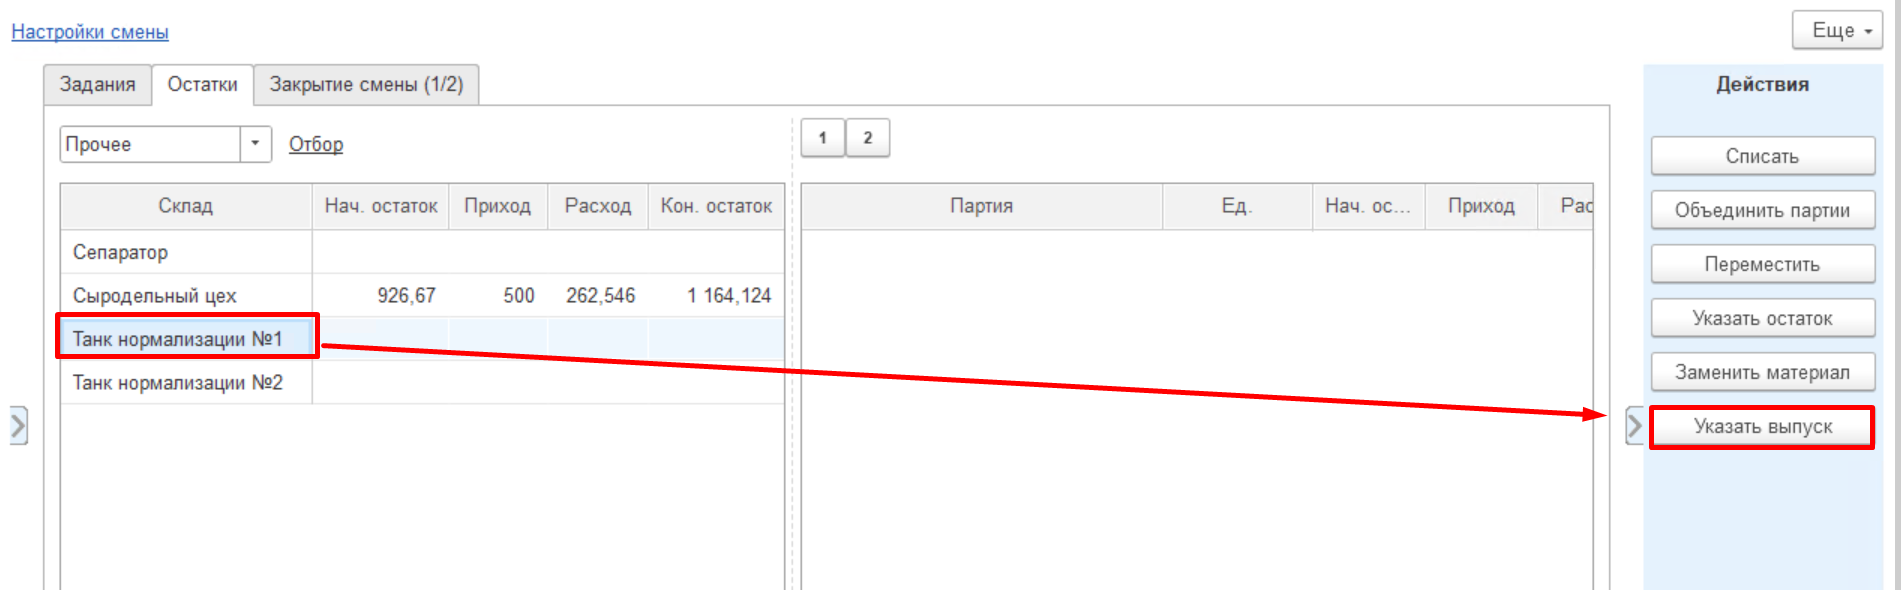 Настройки смены
Еще
Задания Остатки Закрытие смены (1/2)
Действия
Прочее Отбор
1 2
Списать
Склад Нач. остаток Приход Расход Кон. остаток
Партия Ед. Нач. ос... Приход Рас
Объединить партии
Сепаратор
Переместить
Сыродельный цех 926,67 500 262,546 1 164,124
Указать остаток
Танк нормализации №1
Заменить материал
Танк нормализации №2
Указать выпуск